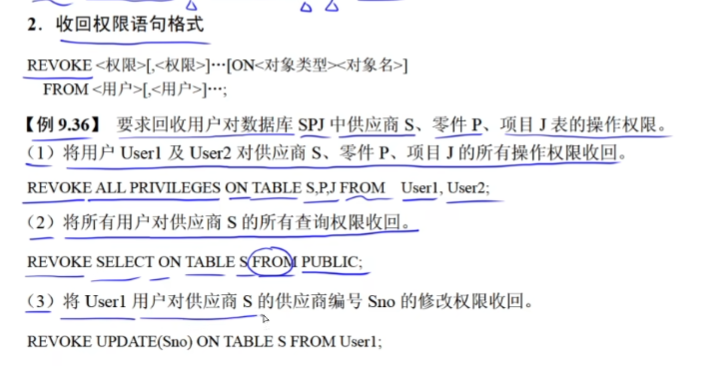 2．收回权限语句格式
REVOKE <权限>[,<权限>]…[ON<对象类型><对象名>]
FROM <用户>[,<用户>]…;
【例 9.36】 要求回收用户对数据库 SPJ 中供应商 S、零件 P、项目 J 表的操作权限。
（1）将用户 User1 及 User2 对供应商 S、零件 P、项目 J 的所有操作权限收回。
REVOKE ALL PRIVILEGES ON TABLE S,P,J FROM User1, User2;
（2）将所有用户对供应商 S 的所有查询权限收回。
REVOKE SELECT ON TABLE S FROM PUBLIC;
（3）将 User1 用户对供应商 S 的供应商编号 Sno 的修改权限收回。
REVOKE UPDATE(Sno) ON TABLE S FROM User1;